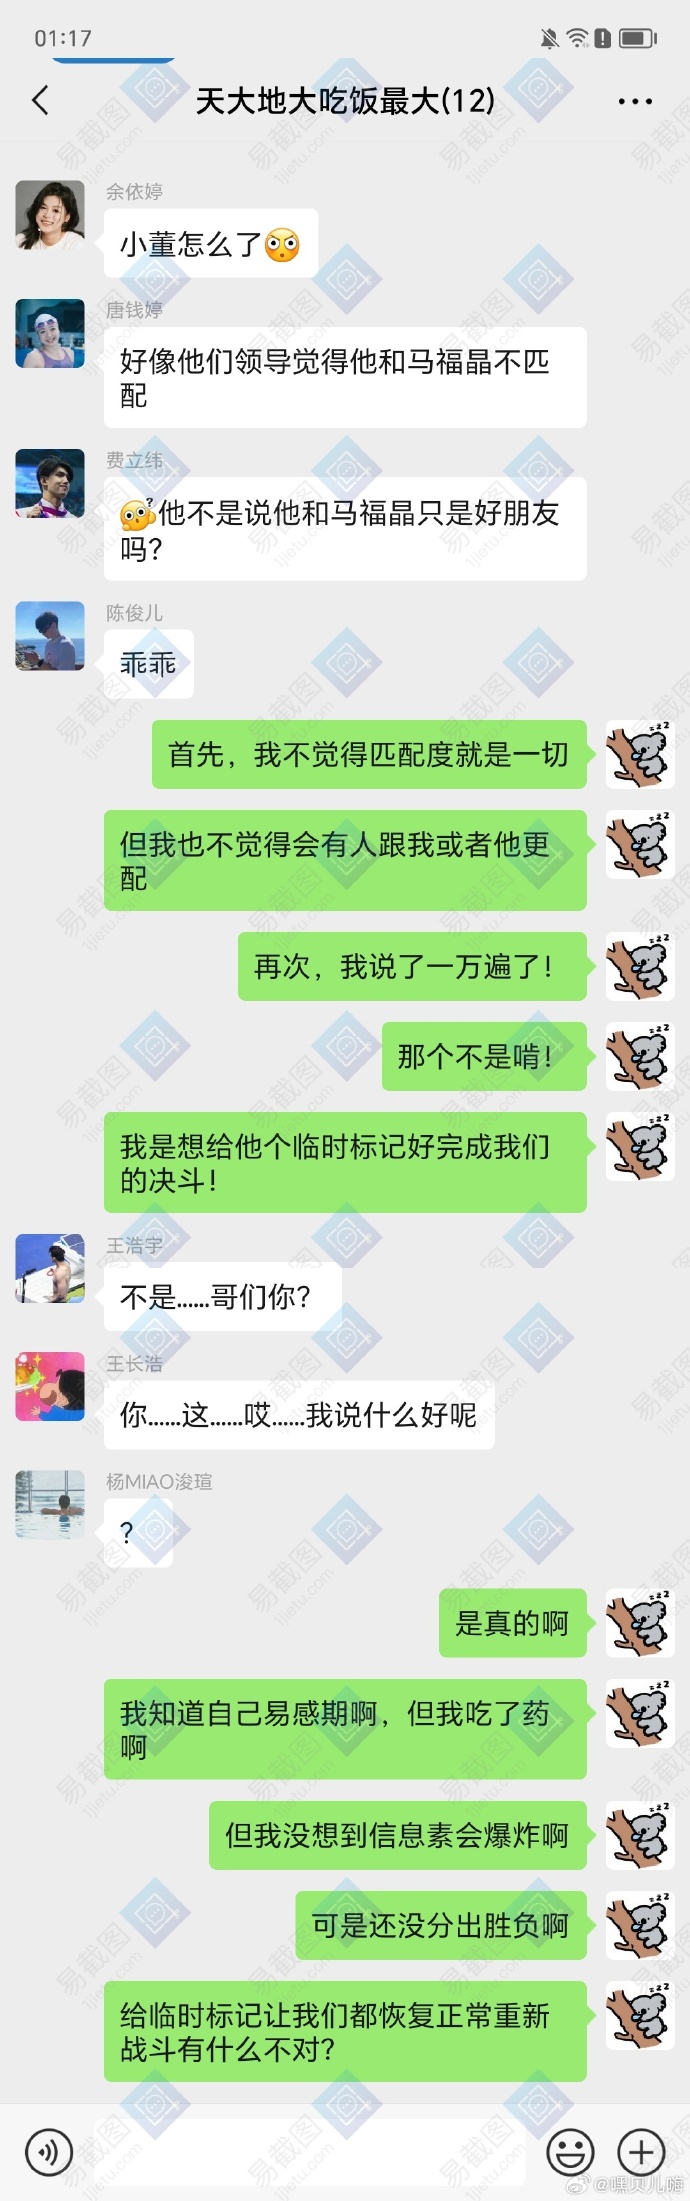 01:17
天大地大吃饭最大(12)
余依婷
小董怎么了
唐钱婷
好像他们领导觉得他和马福晶不匹
配
费立纬
他不是说他和马福晶只是好朋友
吗?
陈俊儿
乖乖
首先，我不觉得匹配度就是一切
但我也不觉得会有人跟我或者他更
配
再次，我说了一万遍了!
那个不是啃!
我是想给他个临时标记好完成我们
的决斗!
王浩宇
不是......哥们你?
王长浩
你......这......哎......我说什么好呢
杨MIAO浚瑄
?
是真的啊
我知道自己易感期啊，但我吃了药
啊
但我没想到信息素会爆炸啊
可是还没分出胜负啊
给临时标记让我们都恢复正常重新
战斗有什么不对?
易截图
1jietu.com
@嘿贝儿嗨